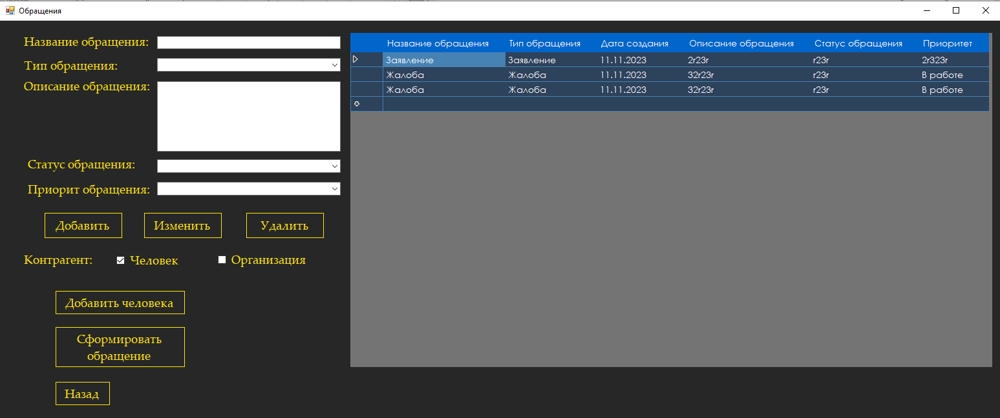 Обращения
Название обращения:
Тип обращения:
Описание обращения:
Статус обращения:
Приорит обращения:
Добавить Изменить Удалить
Контрагент: Человек Организация
Добавить человека
Сформировать
обращение
Назад
Название обращения Тип обращения Дата создания Описание обращения Статус обращения Приоритет
Заявление Заявление 11.11.2023 2r23r r23r 2r323r
Жалоба Жалоба 11.11.2023 32r23r r23r В работе
Жалоба Жалоба 11.11.2023 32r23r r23r В работе